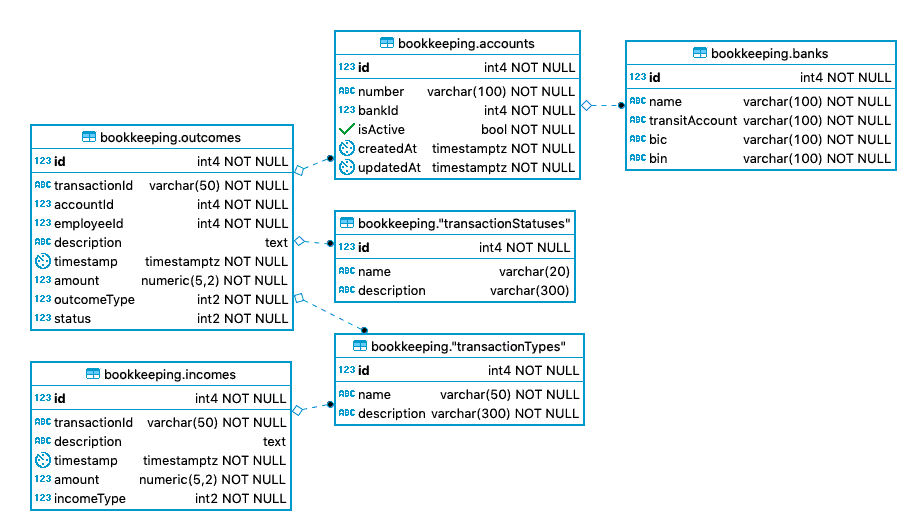 bookkeeping.accounts
123 id int4 NOT NULL
ABC number varchar(100) NOT NULL
123 bankId int4 NOT NULL
isActive bool NOT NULL
createdAt timestamptz NOT NULL
updatedAt timestamptz NOT NULL
bookkeeping.banks
123 id int4 NOT NULL
ABC name varchar(100) NOT NULL
ABC transitAccount varchar(100) NOT NULL
ABC bic varchar(100) NOT NULL
ABC bin varchar(100) NOT NULL
bookkeeping.outcomes
123 id int4 NOT NULL
ABC transactionId varchar(50) NOT NULL
123 accountId int4 NOT NULL
123 employeeId int4 NOT NULL
ABC description text
timestamp timestamptz NOT NULL
123 amount numeric(5,2) NOT NULL
123 outcomeType int2 NOT NULL
123 status int2 NOT NULL
bookkeeping."transactionStatuses"
123 id int4 NOT NULL
ABC name varchar(20)
ABC description varchar(300)
bookkeeping."transactionTypes"
123 id int4 NOT NULL
ABC name varchar(50) NOT NULL
ABC description varchar(300) NOT NULL
bookkeeping.incomes
123 id int4 NOT NULL
ABC transactionId varchar(50) NOT NULL
ABC description text
timestamp timestamptz NOT NULL
123 amount numeric(5,2) NOT NULL
123 incomeType int2 NOT NULL